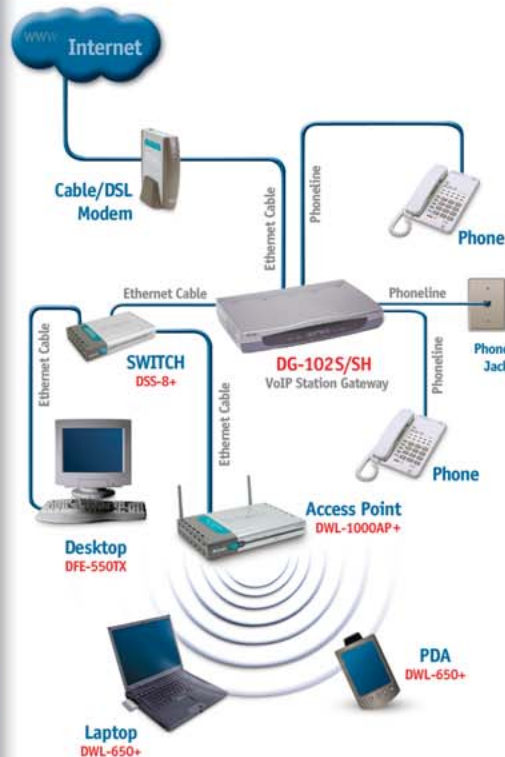 www
Internet
Cable/DSL
Modem
Ethernet Cable
Phoneline
Phone
Ethernet Cable
Phoneline
Ethernet Cable
SWITCH
DSS-8+
DG-102S/SH
VoIP Station Gateway
Phone
Jack
Ethernet Cable
Phoneline
Phone
Desktop
DFE-550TX
Access Point
DWL-1000AP+
PDA
DWL-650+
Laptop
DWL-650+